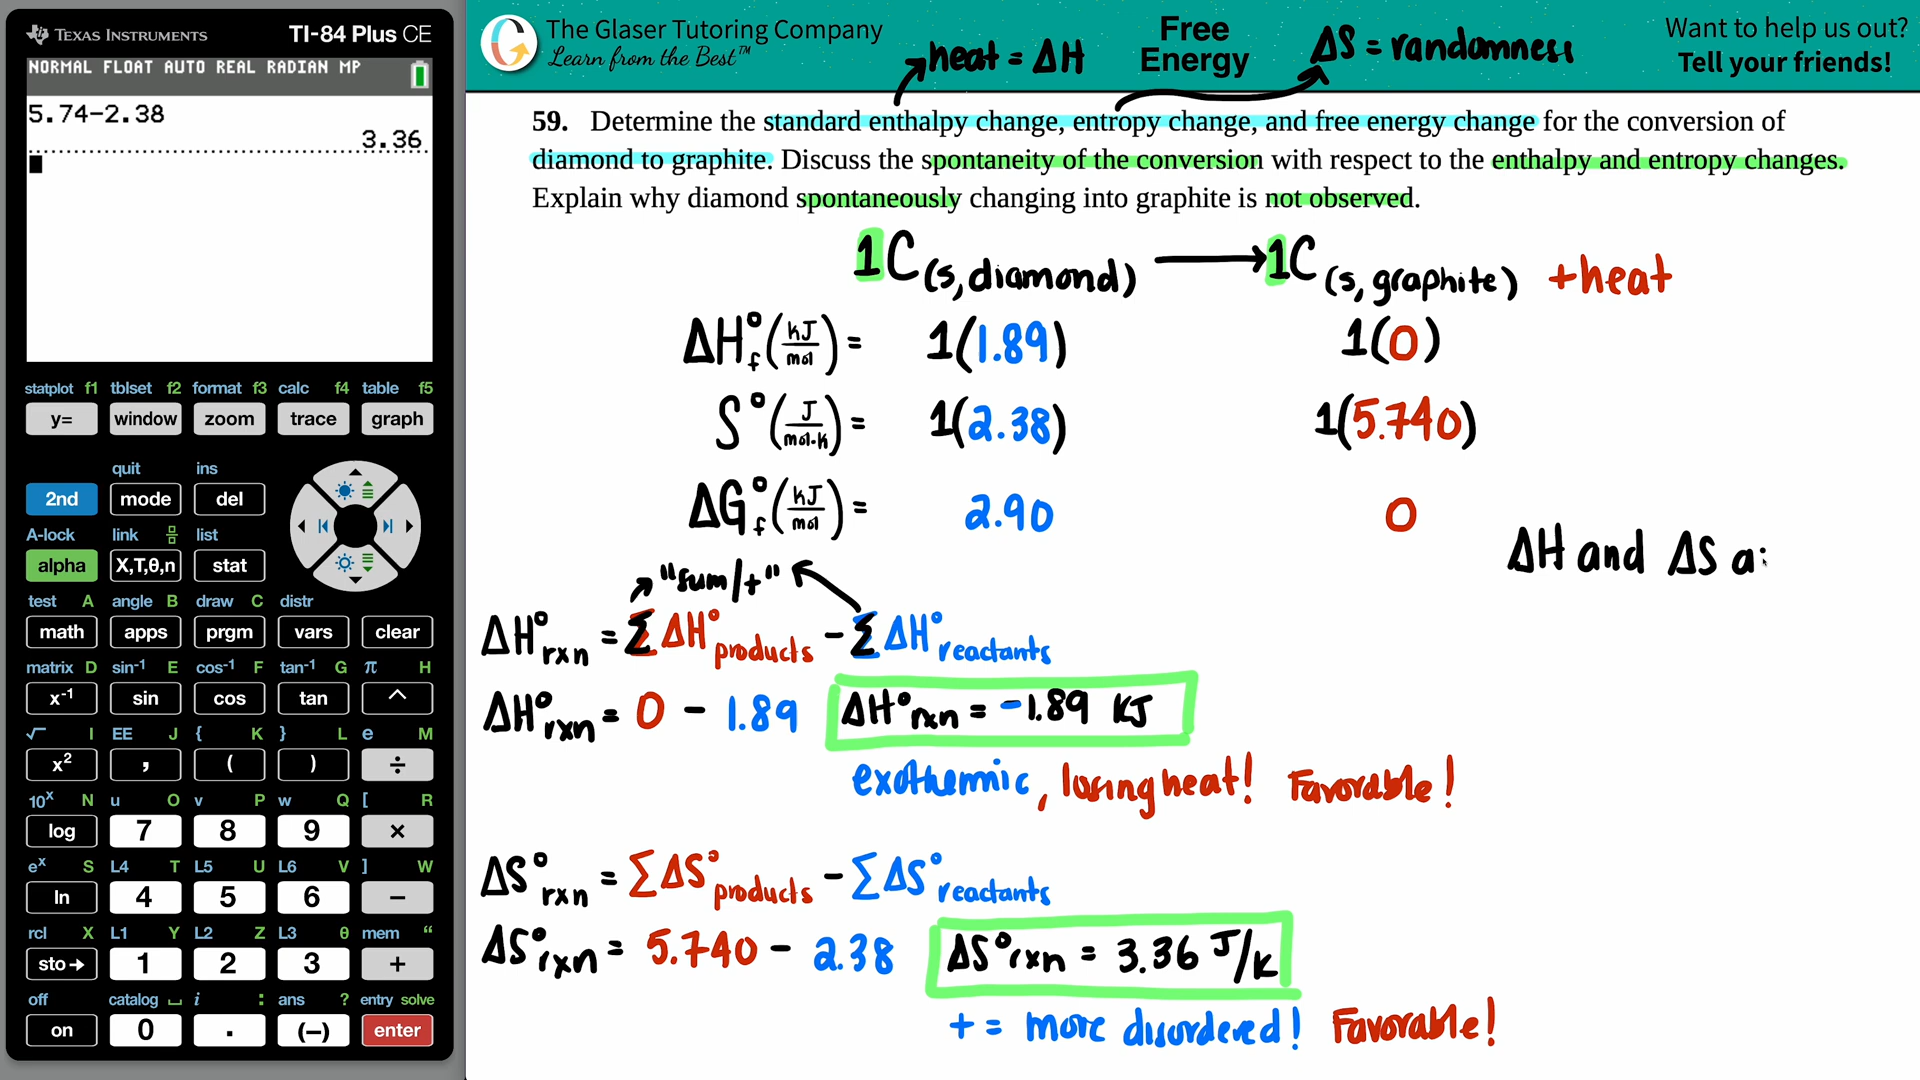 TEXAS INSTRUMENTS TI-84 Plus CE
NORMAL FLOAT AUTO REAL RADIAN MP
5.74-2.38
3.36
statplot f1 tblset f2 format f3 calc f4 table f5
y= window zoom trace graph
quit ins
2nd mode del
A-lock link list
alpha X,T,θ,n stat
test A angle B draw C distr
math apps prgm vars clear
matrix D sin⁻¹ E cos⁻¹ F tan⁻¹ G π H
x⁻¹ sin cos tan ^
√ I EE J { K } L e M
x² , ( ) ÷
10ˣ N u O v P w Q [ R
log 7 8 9 ×
eˣ S L4 T L5 U L6 V ] W
ln 4 5 6 −
rcl X L1 Y L2 Z L3 θ mem "
sto→ 1 2 3 +
off catalog ⎵ i : ans ? entry solve
on 0 . (−) enter
The Glaser Tutoring Company
Learn from the Best™
heat = ΔH
Free
Energy
ΔS = randomness
Want to help us out?
Tell your friends!
59. Determine the standard enthalpy change, entropy change, and free energy change for the conversion of
diamond to graphite. Discuss the spontaneity of the conversion with respect to the enthalpy and entropy changes.
Explain why diamond spontaneously changing into graphite is not observed.
1C(s, diamond) → 1C(s, graphite) + heat
ΔH°f (kJ/mol) = 1(1.89) 1(0)
S° (J/mol·K) = 1(2.38) 1(5.740)
ΔG°f (kJ/mol) = 2.90 0
ΔH and ΔS a
"sum/+"
ΔH°rxn = Σ ΔH°products − Σ ΔH°reactants
ΔH°rxn = 0 − 1.89 ΔH°rxn = −1.89 KJ
exothermic, losing heat! Favorable!
ΔS°rxn = Σ ΔS°products − Σ ΔS°reactants
ΔS°rxn = 5.740 − 2.38 ΔS°rxn = 3.36 J/K
+ = more disordered! Favorable!